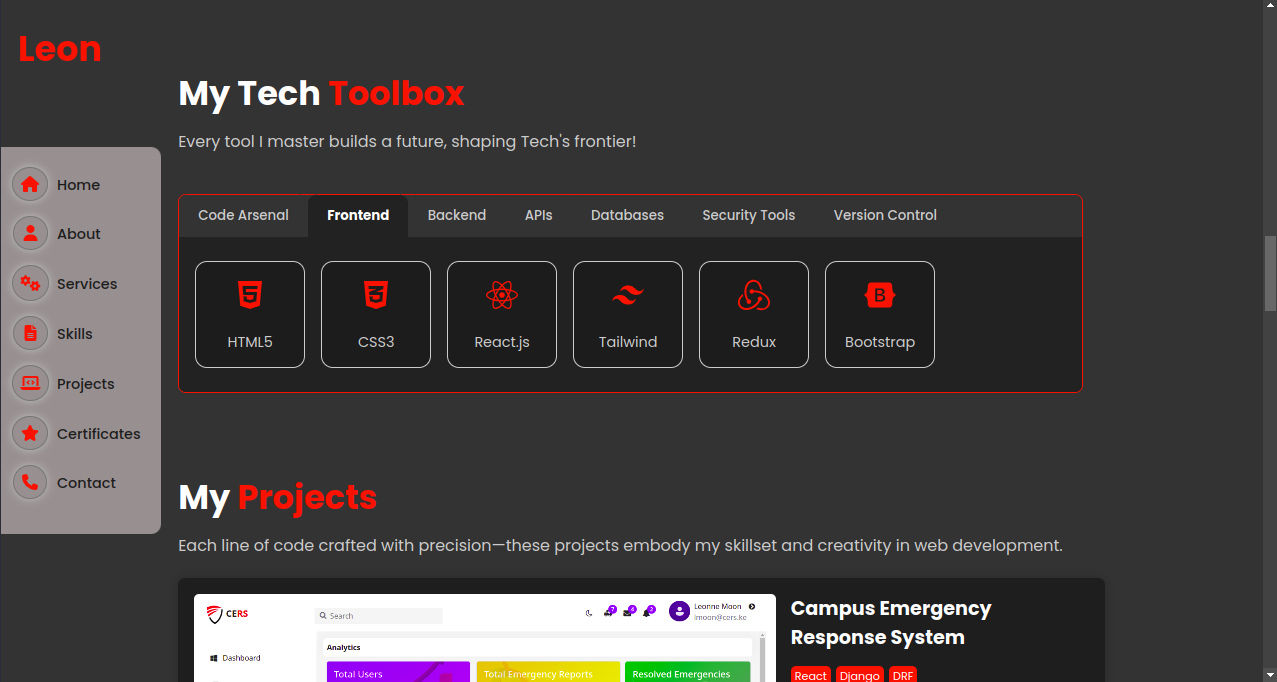 Leon
My Tech Toolbox
Every tool I master builds a future, shaping Tech's frontier!
Home
About
Services
Skills
Projects
Certificates
Contact
Code Arsenal Frontend Backend APIs Databases Security Tools Version Control
HTML5 CSS3 React.js Tailwind Redux Bootstrap
My Projects
Each line of code crafted with precision—these projects embody my skillset and creativity in web development.
CERS
Search
7 4 2
Leonne Moon
lmoon@cers.ke
Dashboard
Analytics
Total Users Total Emergency Reports Resolved Emergencies
Campus Emergency
Response System
React Django DRF